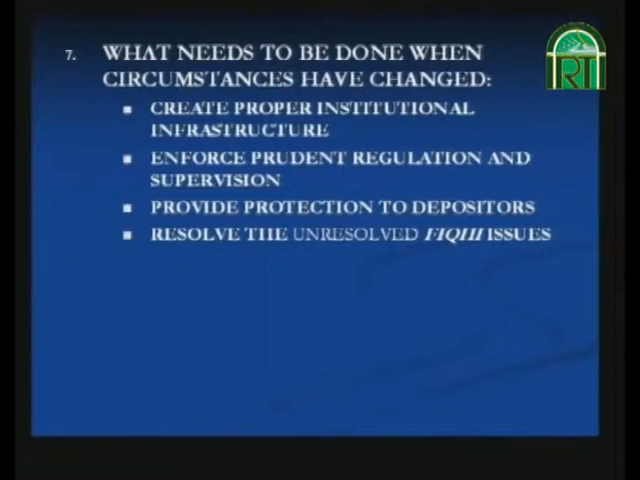 7. WHAT NEEDS TO BE DONE WHEN
CIRCUMSTANCES HAVE CHANGED:
■ CREATE PROPER INSTITUTIONAL
INFRASTRUCTURE
■ ENFORCE PRUDENT REGULATION AND
SUPERVISION
■ PROVIDE PROTECTION TO DEPOSITORS
■ RESOLVE THE UNRESOLVED FIQHI ISSUES
IRTI